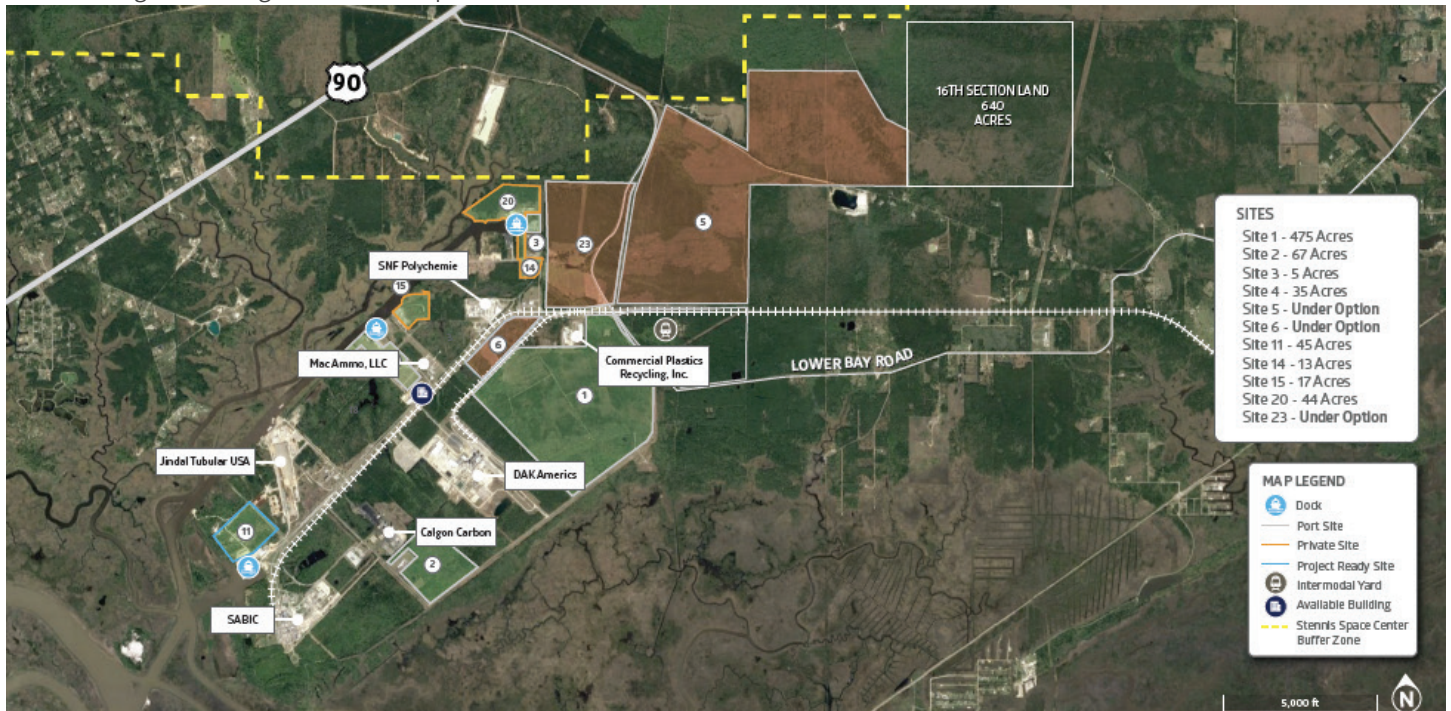 90
16TH SECTION LAND
640
ACRES
20
3
5
23
14
SNF Polychemie
15
6
Commercial Plastics
Recycling, Inc.
LOWER BAY ROAD
Mac Ammo, LLC
1
Jindal Tubular USA
DAK Americs
11
Calgon Carbon
2
SABIC
SITES
Site 1 - 475 Acres
Site 2 - 67 Acres
Site 3 - 5 Acres
Site 4 - 35 Acres
Site 5 - Under Option
Site 6 - Under Option
Site 11 - 45 Acres
Site 14 - 13 Acres
Site 15 - 17 Acres
Site 20 - 44 Acres
Site 23 - Under Option
MAP LEGEND
Dock
Port Site
Private Site
Project Ready Site
Intermodal Yard
Available Building
Stennis Space Center
Buffer Zone
5,000 ft
N